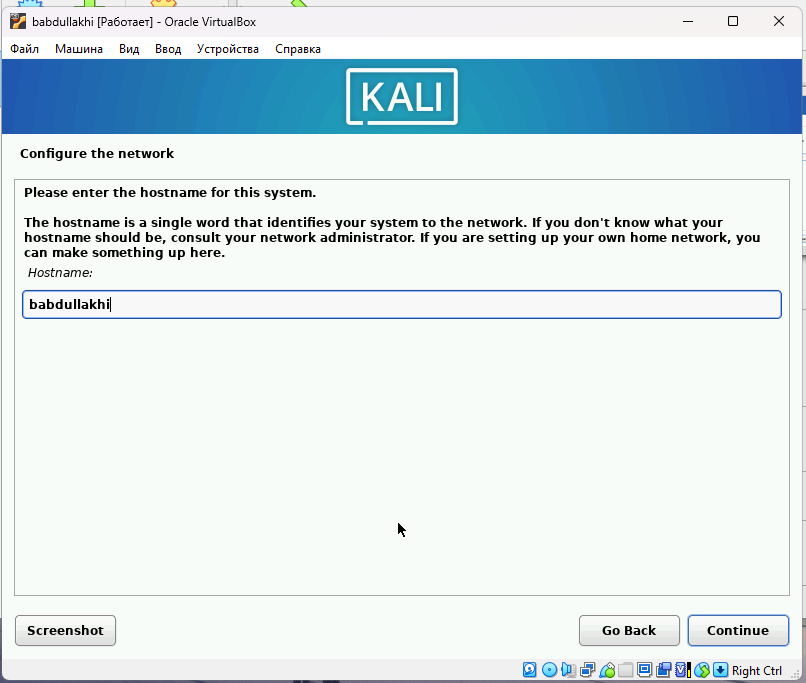 babdullakhi [Работает] - Oracle VirtualBox
Файл Машина Вид Ввод Устройства Справка
KALI
Configure the network
Please enter the hostname for this system.
The hostname is a single word that identifies your system to the network. If you don't know what your
hostname should be, consult your network administrator. If you are setting up your own home network, you
can make something up here.
Hostname:
babdullakhi
Screenshot Go Back Continue
Right Ctrl